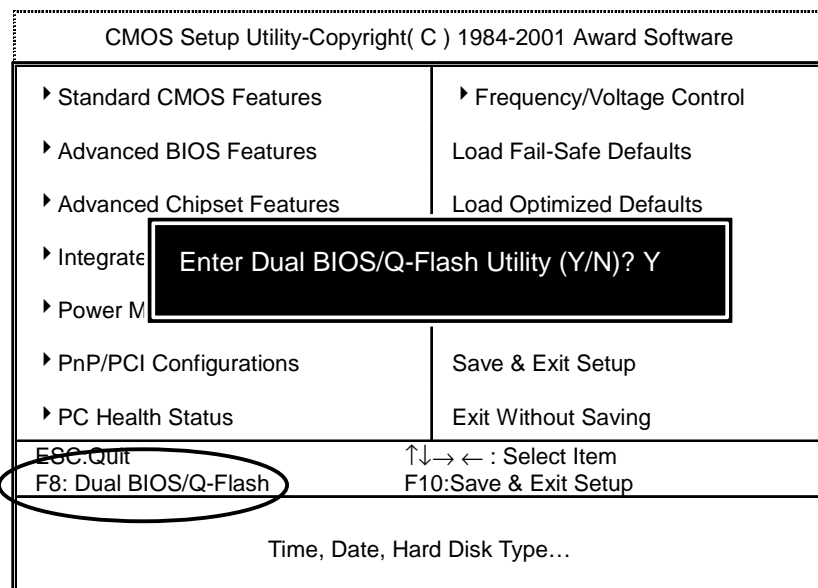 CMOS Setup Utility-Copyright( C ) 1984-2001 Award Software
▸Standard CMOS Features
▸Frequency/Voltage Control
▸Advanced BIOS Features
Load Fail-Safe Defaults
▸Advanced Chipset Features
Load Optimized Defaults
▸Integrate
Enter Dual BIOS/Q-Flash Utility (Y/N)? Y
▸Power M
▸PnP/PCI Configurations
Save & Exit Setup
▸PC Health Status
Exit Without Saving
ESC:Quit
↑↓→← : Select Item
F8: Dual BIOS/Q-Flash
F10:Save & Exit Setup
Time, Date, Hard Disk Type…